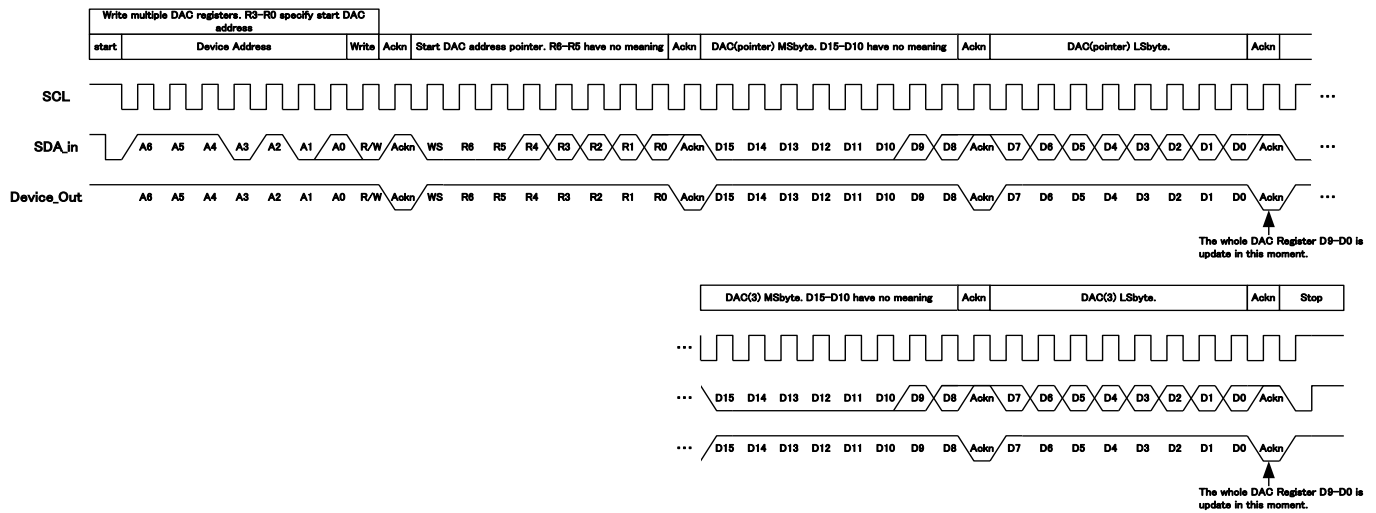 Write multiple DAC registers. R3-R0 specify start DAC
address
start Device Address Write Ackn Start DAC address pointer. R6-R5 have no meaning Ackn DAC(pointer) MSbyte. D15-D10 have no meaning Ackn DAC(pointer) LSbyte. Ackn
SCL ...
SDA_in A6 A5 A4 A3 A2 A1 A0 R/W Ackn WS R6 R5 R4 R3 R2 R1 R0 Ackn D15 D14 D13 D12 D11 D10 D9 D8 Ackn D7 D6 D5 D4 D3 D2 D1 D0 Ackn ...
Device_Out A6 A5 A4 A3 A2 A1 A0 R/W Ackn WS R6 R5 R4 R3 R2 R1 R0 Ackn D15 D14 D13 D12 D11 D10 D9 D8 Ackn D7 D6 D5 D4 D3 D2 D1 D0 Ackn ...
The whole DAC Register D9-D0 is
update in this moment.
DAC(3) MSbyte. D15-D10 have no meaning Ackn DAC(3) LSbyte. Ackn Stop
...
... D15 D14 D13 D12 D11 D10 D9 D8 Ackn D7 D6 D5 D4 D3 D2 D1 D0 Ackn
... D15 D14 D13 D12 D11 D10 D9 D8 Ackn D7 D6 D5 D4 D3 D2 D1 D0 Ackn
The whole DAC Register D9-D0 is
update in this moment.